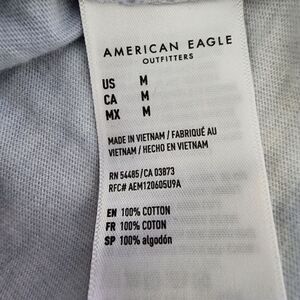 AMERICAN EAGLE
OUTFITTERS
US M
CA M
MX M
MADE IN VIETNAM / FABRIQUÉ AU
VIETNAM / HECHO EN VIETNAM
RN 54485/CA 03873
RFC# AEM120605U9A
EN 100% COTTON
FR 100% COTON
SP 100% algodón